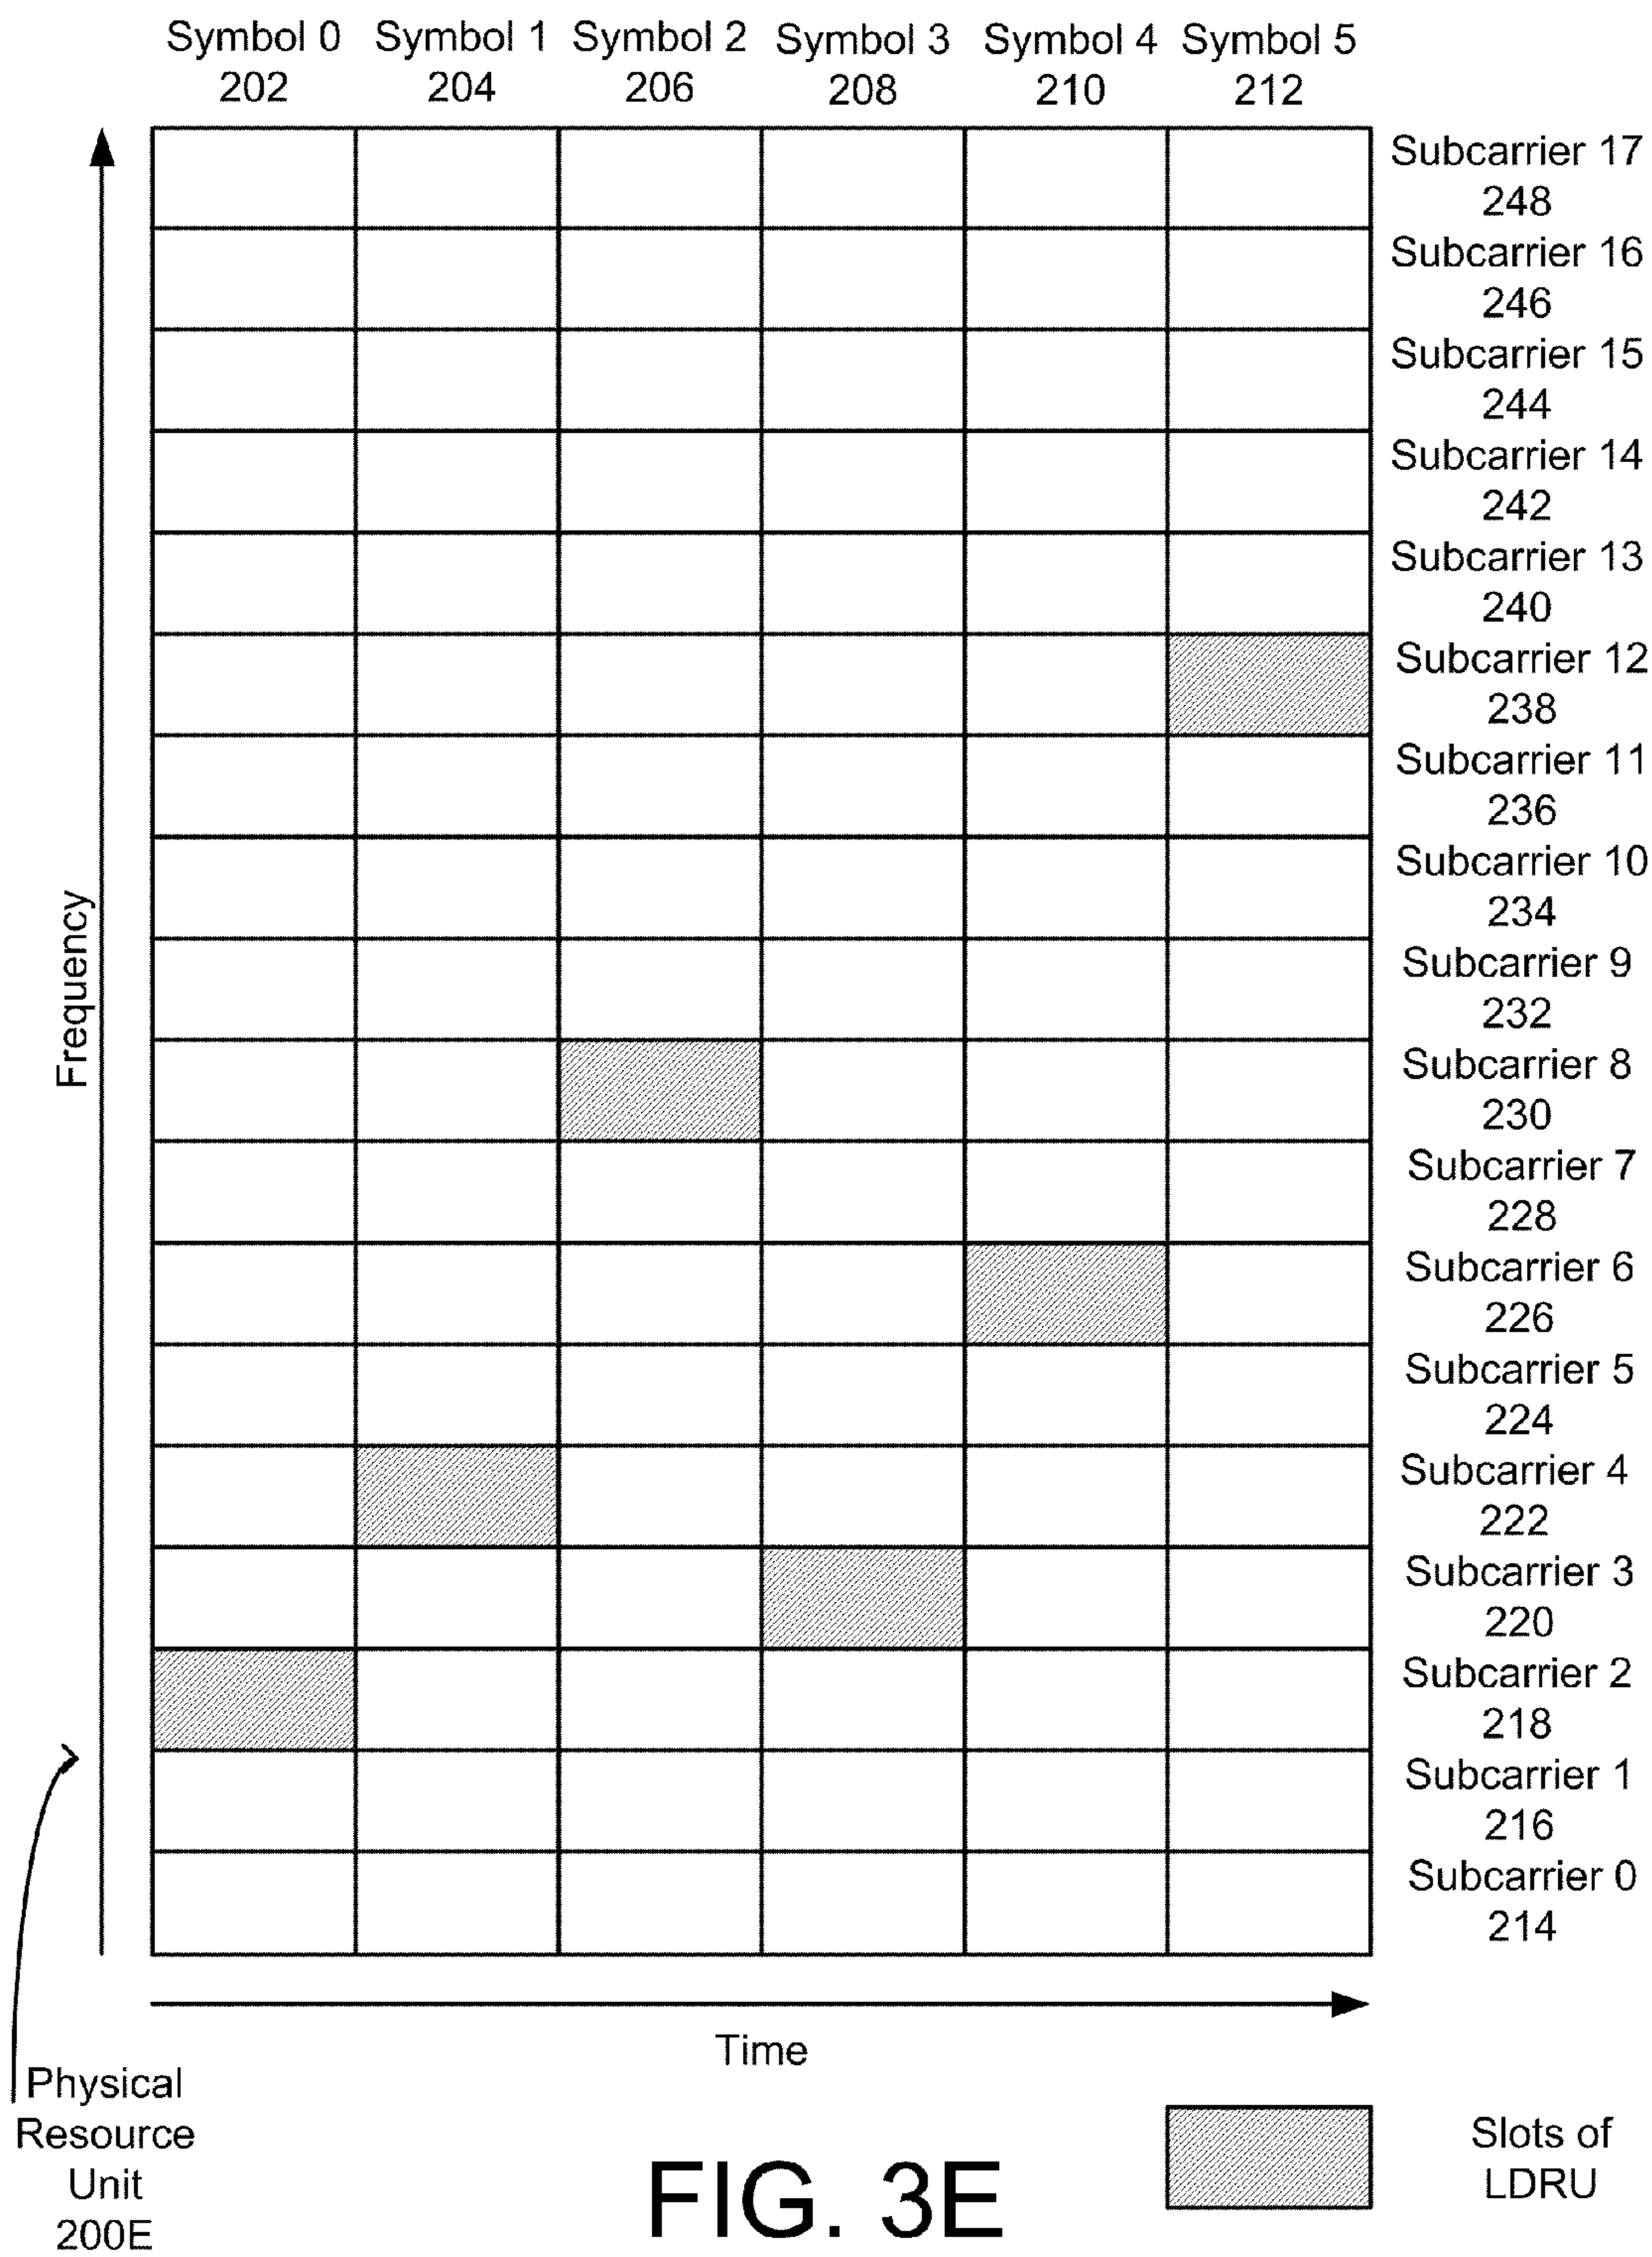 Symbol 0 Symbol 1 Symbol 2 Symbol 3 Symbol 4 Symbol 5
202 204 206 208 210 212
Subcarrier 17
248
Subcarrier 16
246
Subcarrier 15
244
Subcarrier 14
242
Subcarrier 13
240
Subcarrier 12
238
Subcarrier 11
236
Subcarrier 10
234
Subcarrier 9
232
Subcarrier 8
230
Subcarrier 7
228
Subcarrier 6
226
Subcarrier 5
224
Subcarrier 4
222
Subcarrier 3
220
Subcarrier 2
218
Subcarrier 1
216
Subcarrier 0
214
Frequency
Time
Physical
Resource
Unit
200E
FIG. 3E
Slots of
LDRU